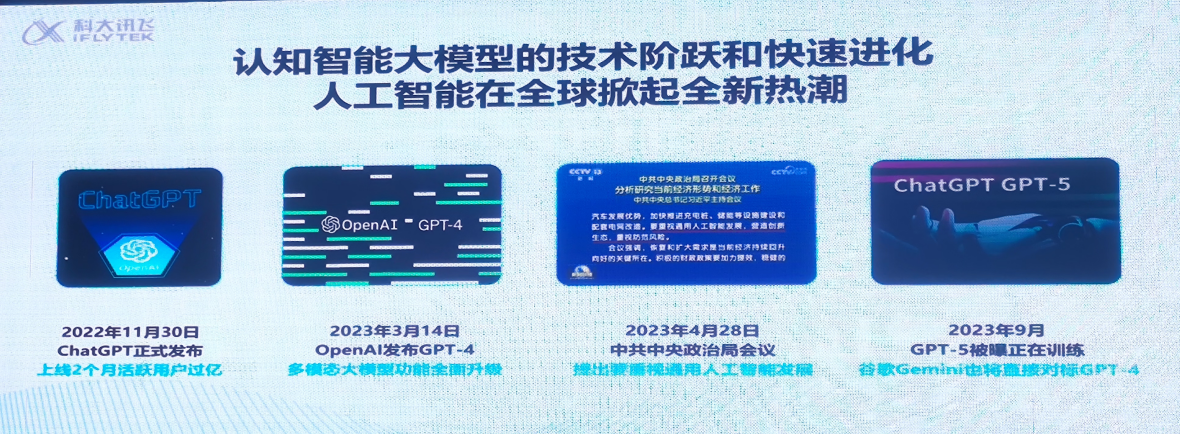 科大讯飞
iFLYTEK
认知智能大模型的技术阶跃和快速进化
人工智能在全球掀起全新热潮
ChatGPT
OpenAI
OpenAI GPT-4
CCTV 13
中共中央政治局召开会议
分析研究当前经济形势和经济工作
中共中央总书记习近平主持会议
汽车发展优势，加快推进充电桩、储能等设施建设和
配套电网改造。要重视通用人工智能发展，营造创新
生态，重视防范风险。
会议强调，恢复和扩大需求是当前经济持续回升
向好的关键所在。积极的财政政策要加力提效，稳健的
ChatGPT GPT-5
2022年11月30日
ChatGPT正式发布
上线2个月活跃用户过亿
2023年3月14日
OpenAI发布GPT-4
多模态大模型功能全面升级
2023年4月28日
中共中央政治局会议
提出要重视通用人工智能发展
2023年9月
GPT-5被曝正在训练
谷歌Gemini也将直接对标GPT-4